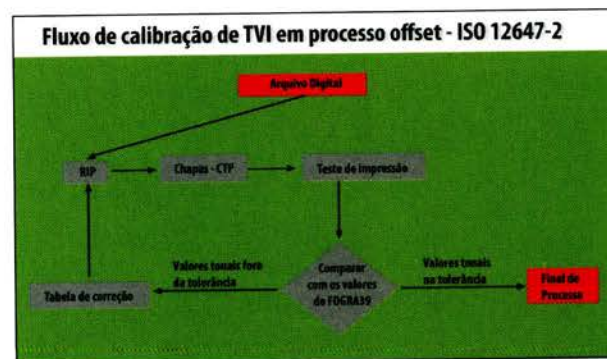 Fluxo de calibração de TVI em processo offset - ISO 12647-2
Arquivo Digital
RIP
Chapas - CTP
Teste de impressão
Valores tonais fora
da tolerância
Comparar
com os valores
do FOGRA39
Valores tonais
na tolerância
Tabela de correção
Final do
Processo